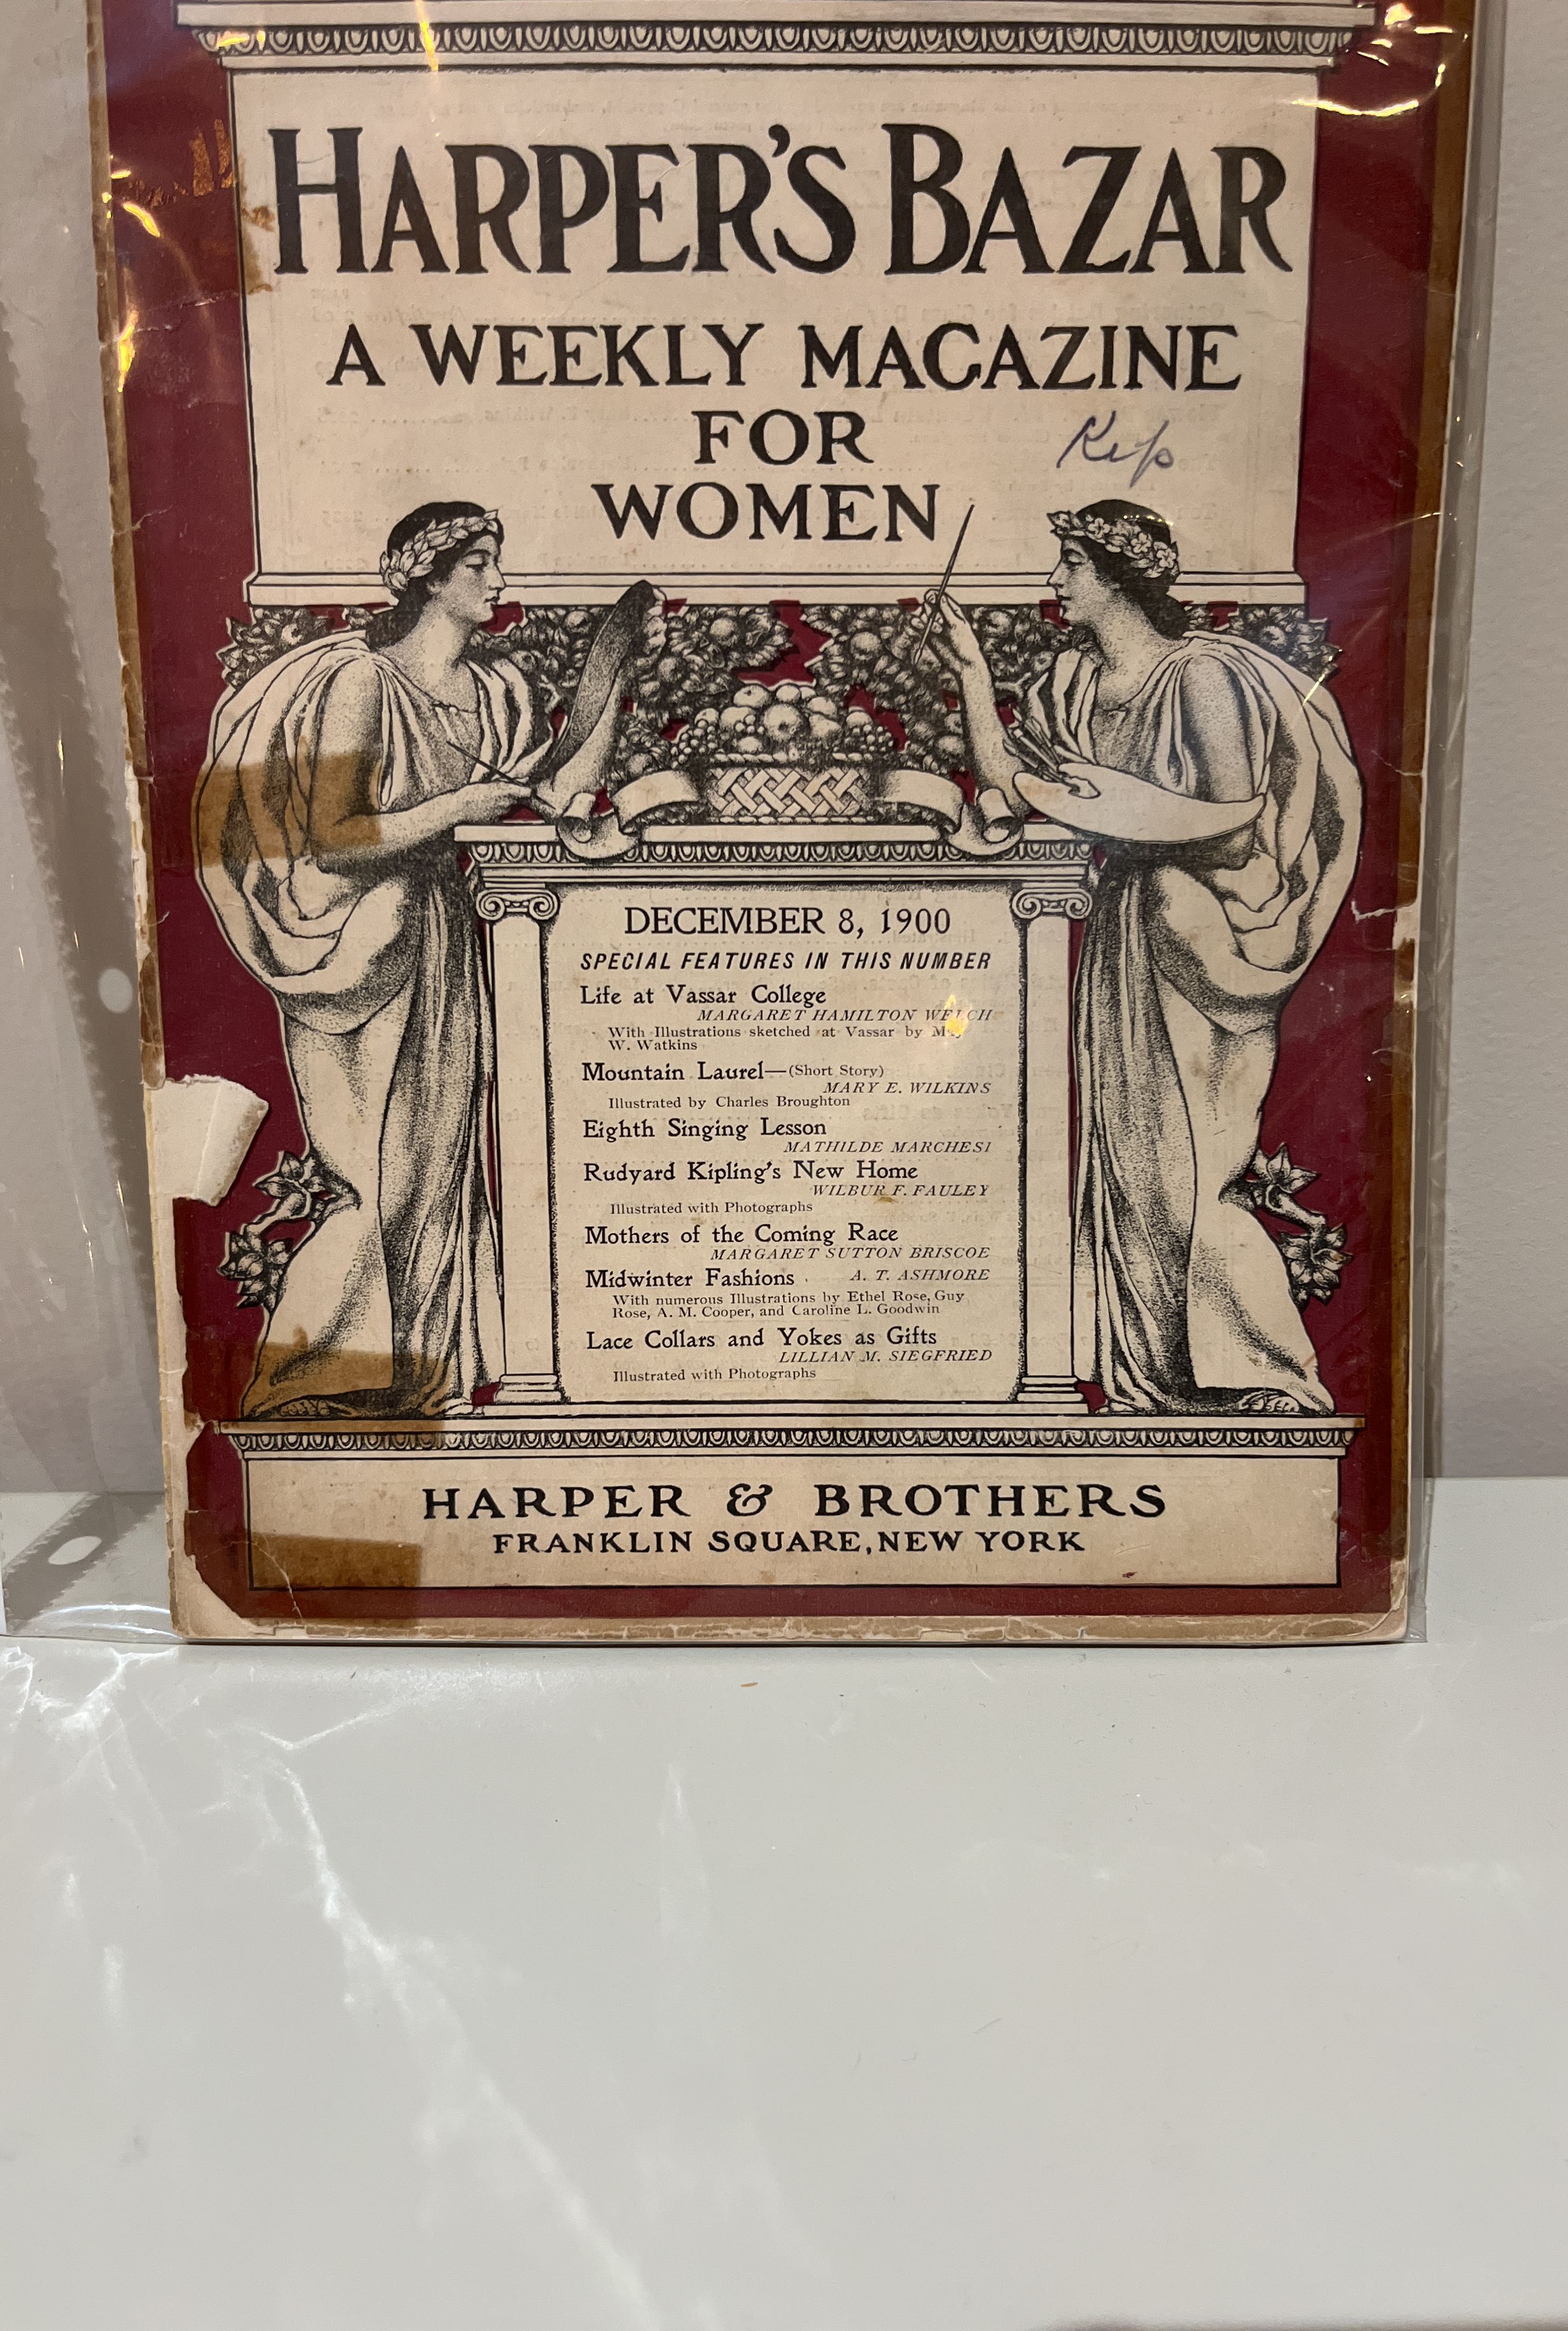 HARPER'S BAZAR
A WEEKLY MAGAZINE
FOR
WOMEN
DECEMBER 8, 1900
SPECIAL FEATURES IN THIS NUMBER
Life at Vassar College
MARGARET HAMILTON WELCH
With Illustrations sketched at Vassar by
W. Watkins
Mountain Laurel—(Short Story)
MARY E. WILKINS
Illustrated by Charles Broughton
Eighth Singing Lesson
MATHILDE MARCHESI
Rudyard Kipling's New Home
WILBUR F. FAULEY
Illustrated with Photographs
Mothers of the Coming Race
MARGARET SUTTON BRISCOE
Midwinter Fashions A. T. ASHMORE
With numerous Illustrations by Ethel Rose, Guy
Rose, A. M. Cooper, and Caroline L. Goodwin
Lace Collars and Yokes as Gifts
LILLIAN M. SIEGFRIED
Illustrated with Photographs
HARPER & BROTHERS
FRANKLIN SQUARE, NEW YORK